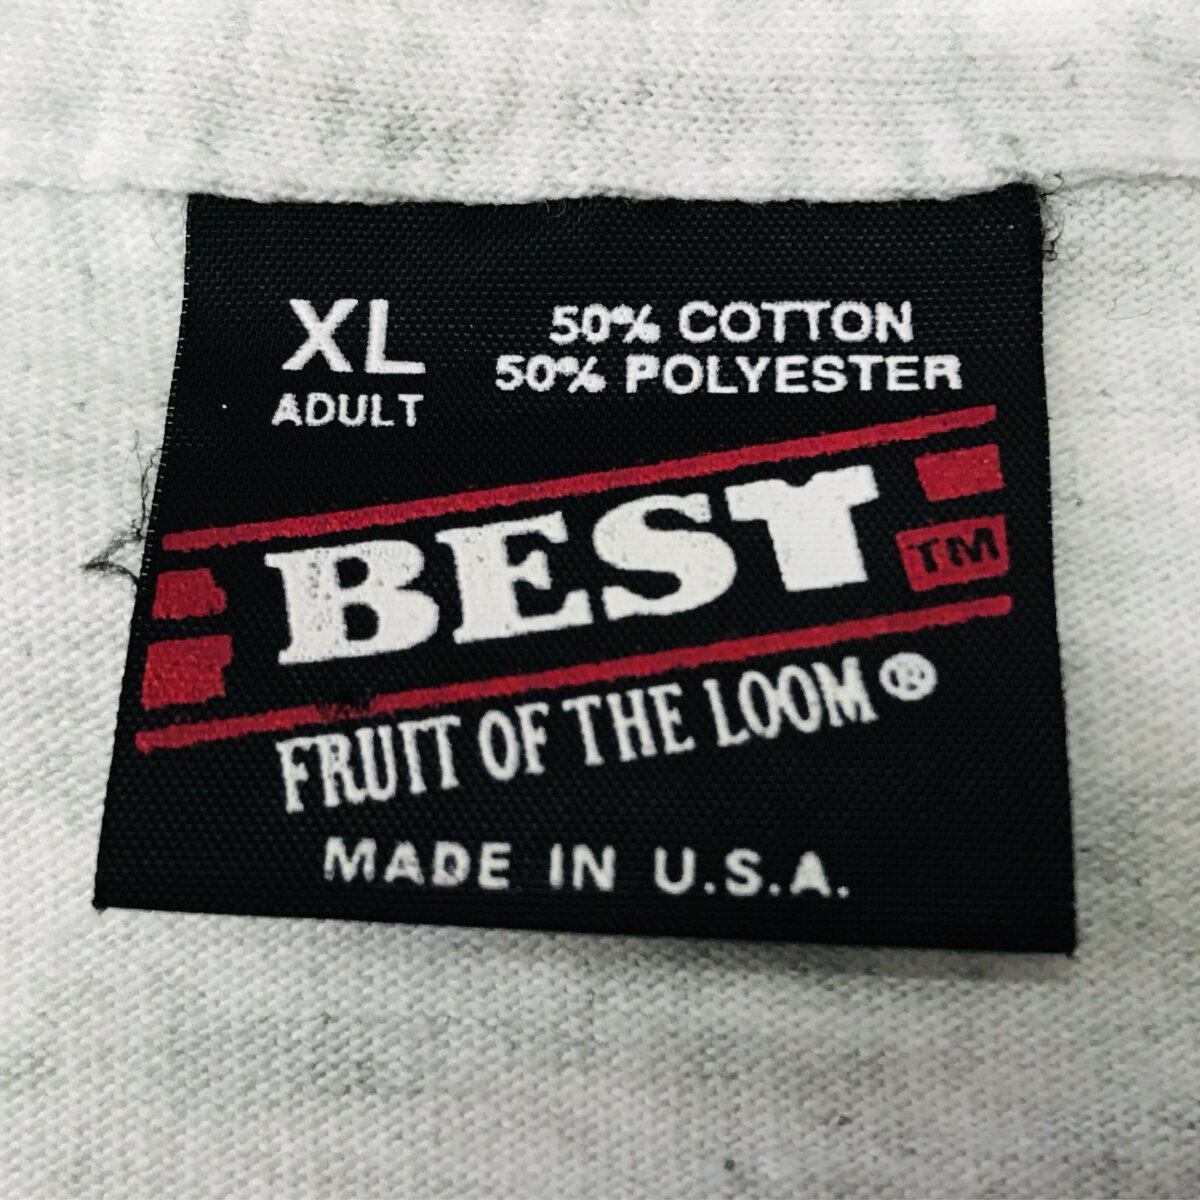 XL
ADULT
50% COTTON
50% POLYESTER
BEST TM
FRUIT OF THE LOOM®
MADE IN U.S.A.